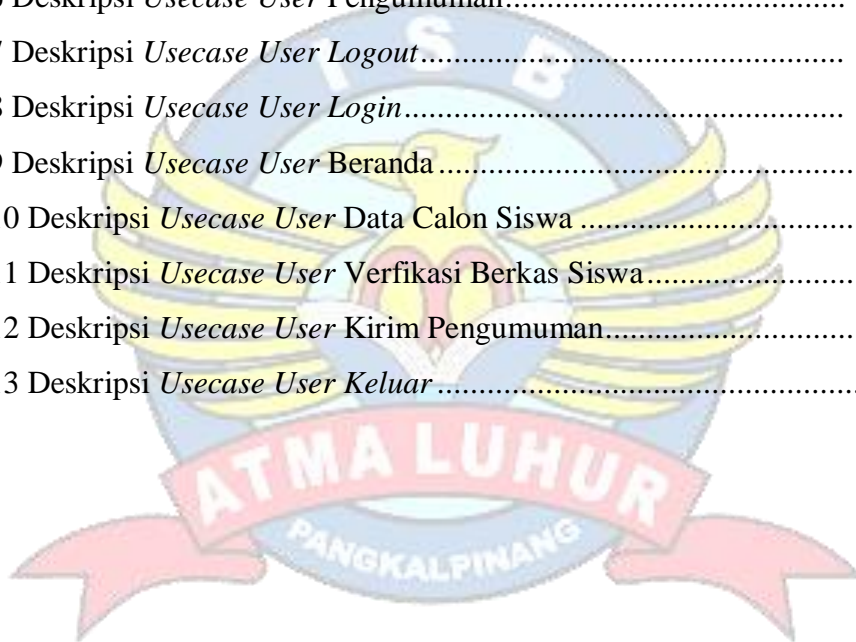 Deskripsi Usecase User Pengumuman........................................................
7 Deskripsi Usecase User Logout....................................................
8 Deskripsi Usecase User Login......................................................
9 Deskripsi Usecase User Beranda..................................................
0 Deskripsi Usecase User Data Calon Siswa .................................
1 Deskripsi Usecase User Verfikasi Berkas Siswa.........................
2 Deskripsi Usecase User Kirim Pengumuman..............................
3 Deskripsi Usecase User Keluar....................................................
I S B
ATMA LUHUR
PANGKALPINANG